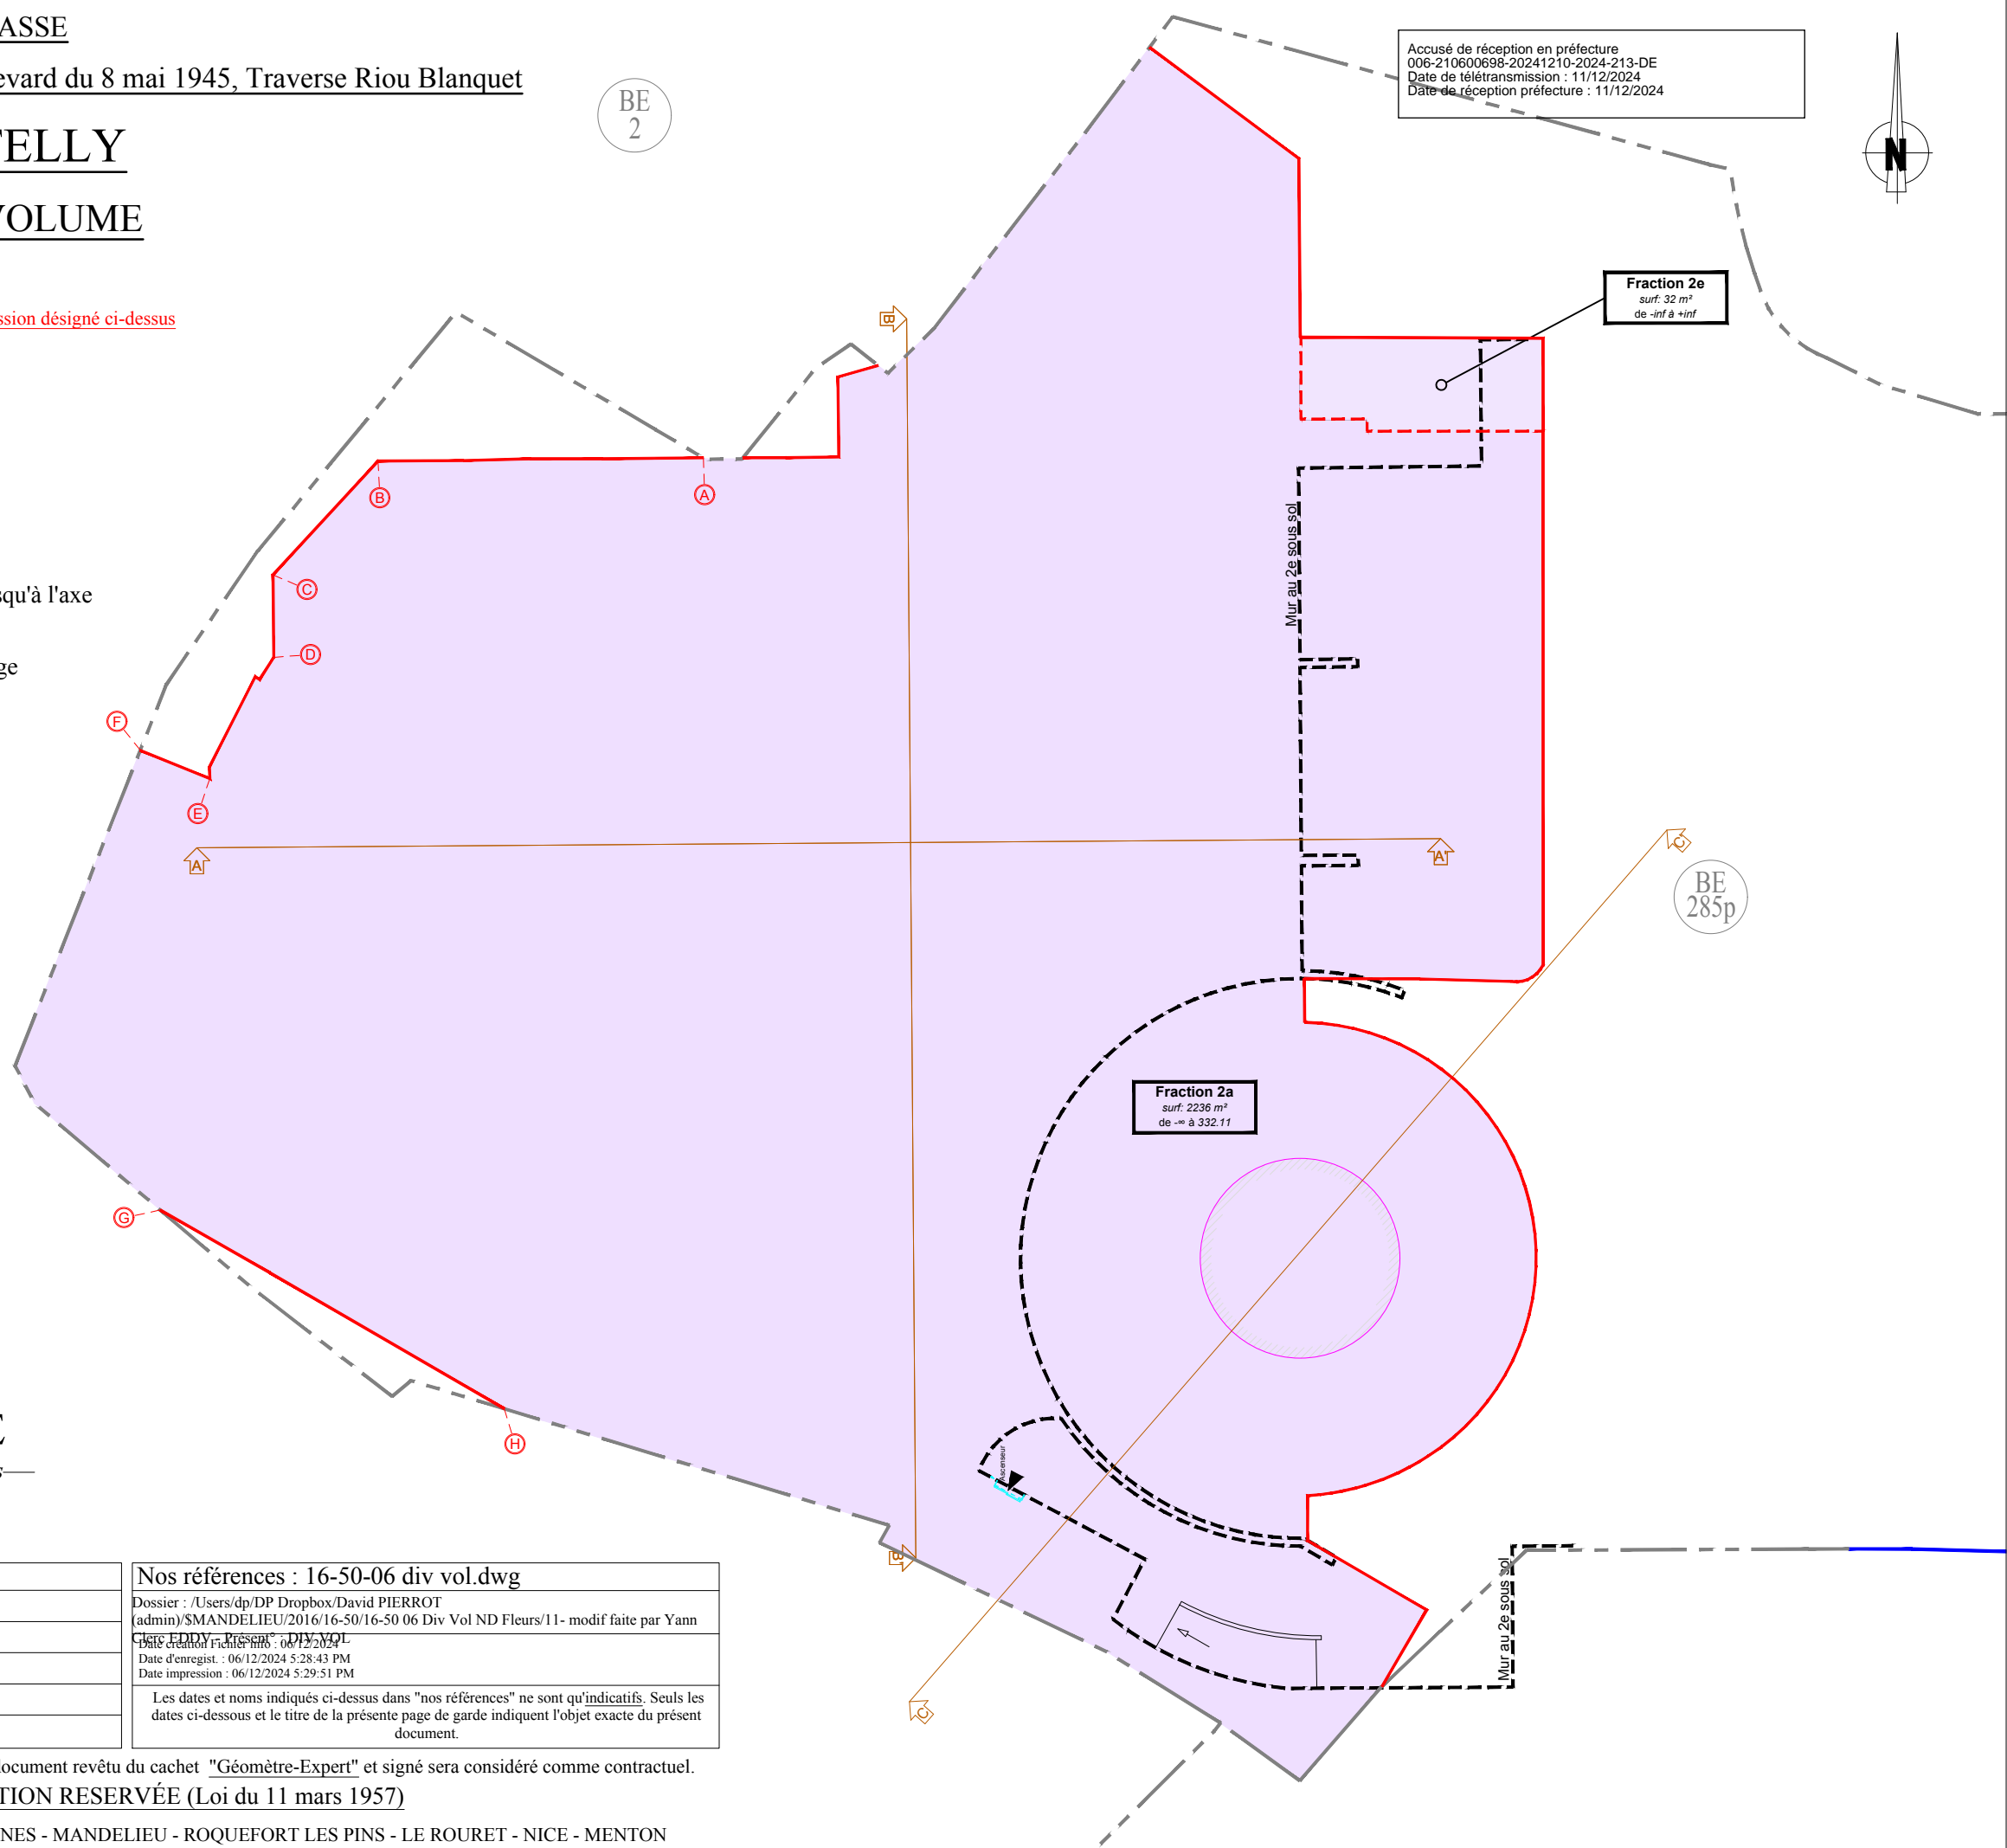 ASSE
evard du 8 mai 1945, Traverse Riou Blanquet
TELLY
VOLUME
ssion désigné ci-dessus
squ'à l'axe
ge
BE
2
Accusé de réception en préfecture
006-210600698-20241210-2024-213-DE
Date de télétransmission : 11/12/2024
Date de réception préfecture : 11/12/2024
N
Fraction 2e
surf: 32 m²
de -inf à +inf
B
B
A
C
Mur au 2e sous sol
D
F
E
A
A'
C
BE
285p
Fraction 2a
surf: 2236 m²
de -∞ à 332.11
G
H
Ascenseur
B'
Mur au 2e sous sol
C
E
s
Nos références : 16-50-06 div vol.dwg
Dossier : /Users/dp/DP Dropbox/David PIERROT
(admin)/$MANDELIEU/2016/16-50/16-50 06 Div Vol ND Fleurs/11- modif faite par Yann
Clerc EDDV - Présent° : DIV VOL
Date création Fichier info : 06/12/2024
Date d'enregist. : 06/12/2024 5:28:43 PM
Date impression : 06/12/2024 5:29:51 PM
Les dates et noms indiqués ci-dessus dans "nos références" ne sont qu'indicatifs. Seuls les
dates ci-dessous et le titre de la présente page de garde indiquent l'objet exacte du présent
document.
document revêtu du cachet "Géomètre-Expert" et signé sera considéré comme contractuel.
TION RESERVÉE (Loi du 11 mars 1957)
NES - MANDELIEU - ROQUEFORT LES PINS - LE ROURET - NICE - MENTON